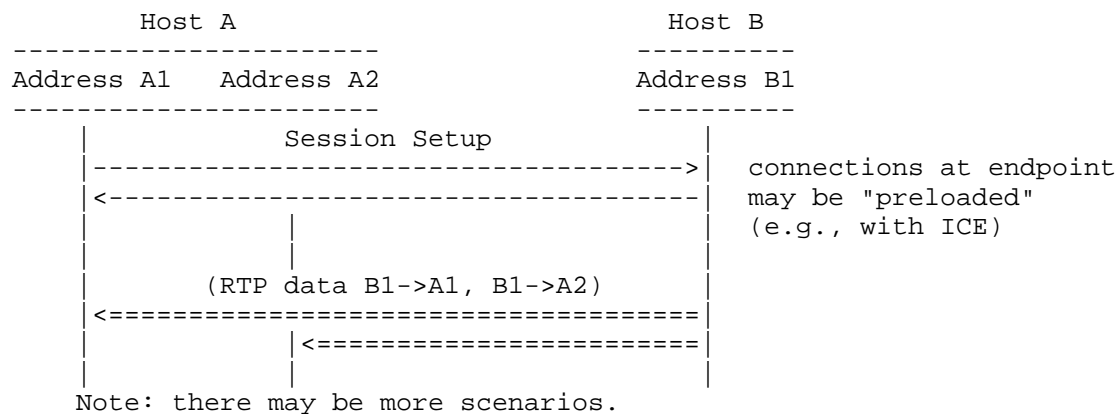 Host A Host B
----------------------- ----------
Address A1 Address A2 Address B1
----------------------- ----------
| Session Setup |
|-------------------------------------->| connections at endpoint
|<--------------------------------------| may be "preloaded"
| | | (e.g., with ICE)
| | |
| (RTP data B1->A1, B1->A2) |
|<======================================|
| |<========================|
| | |
Note: there may be more scenarios.